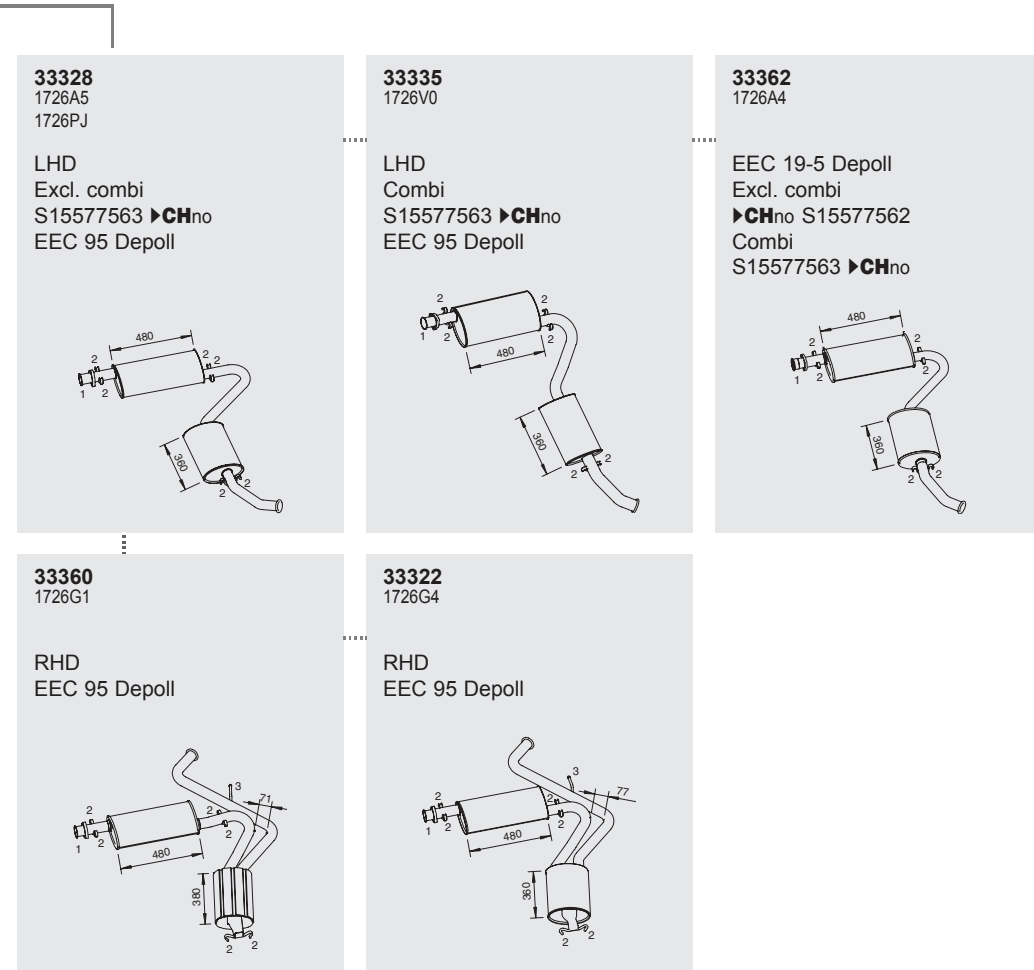 33328
1726A5
1726PJ
LHD
Excl. combi
S15577563 ▶CHno
EEC 95 Depoll
480
2
2
2
1
2
360
2
2
33335
1726V0
LHD
Combi
S15577563 ▶CHno
EEC 95 Depoll
2
2
1
2
2
480
360
2
2
33362
1726A4
EEC 19-5 Depoll
Excl. combi
▶CHno S15577562
Combi
S15577563 ▶CHno
480
2
2
1
2
2
360
2
2
33360
1726G1
RHD
EEC 95 Depoll
3
71
2
2
1
2
2
480
380
2
2
33322
1726G4
RHD
EEC 95 Depoll
3
77
2
2
1
2
2
480
360
2
2